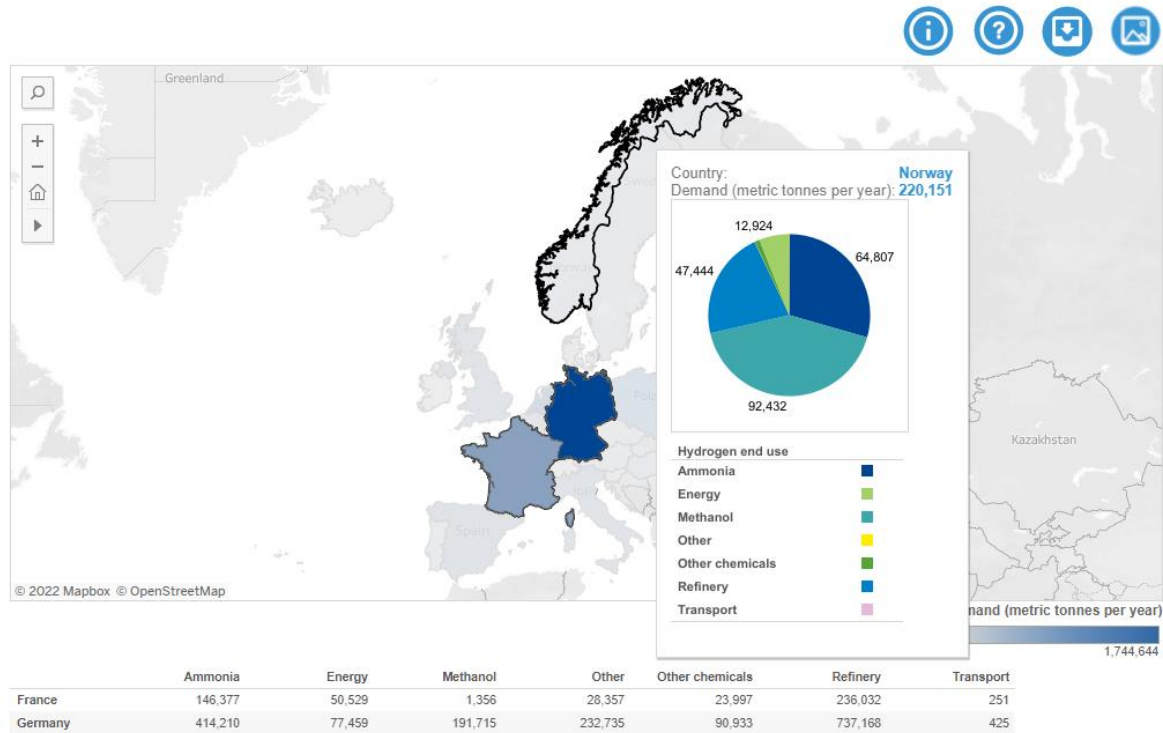 Greenland
Country: Norway
Demand (metric tonnes per year): 220,151
12,924
64,807
47,444
92,432
Hydrogen end use
Ammonia
Energy
Methanol
Other
Other chemicals
Refinery
Transport
Kazakhstan
Spain
© 2022 Mapbox © OpenStreetMap
mand (metric tonnes per year)
1,744,644
Ammonia Energy Methanol Other Other chemicals Refinery Transport
France 146,377 50,529 1,356 28,357 23,997 236,032 251
Germany 414,210 77,459 191,715 232,735 90,933 737,168 425